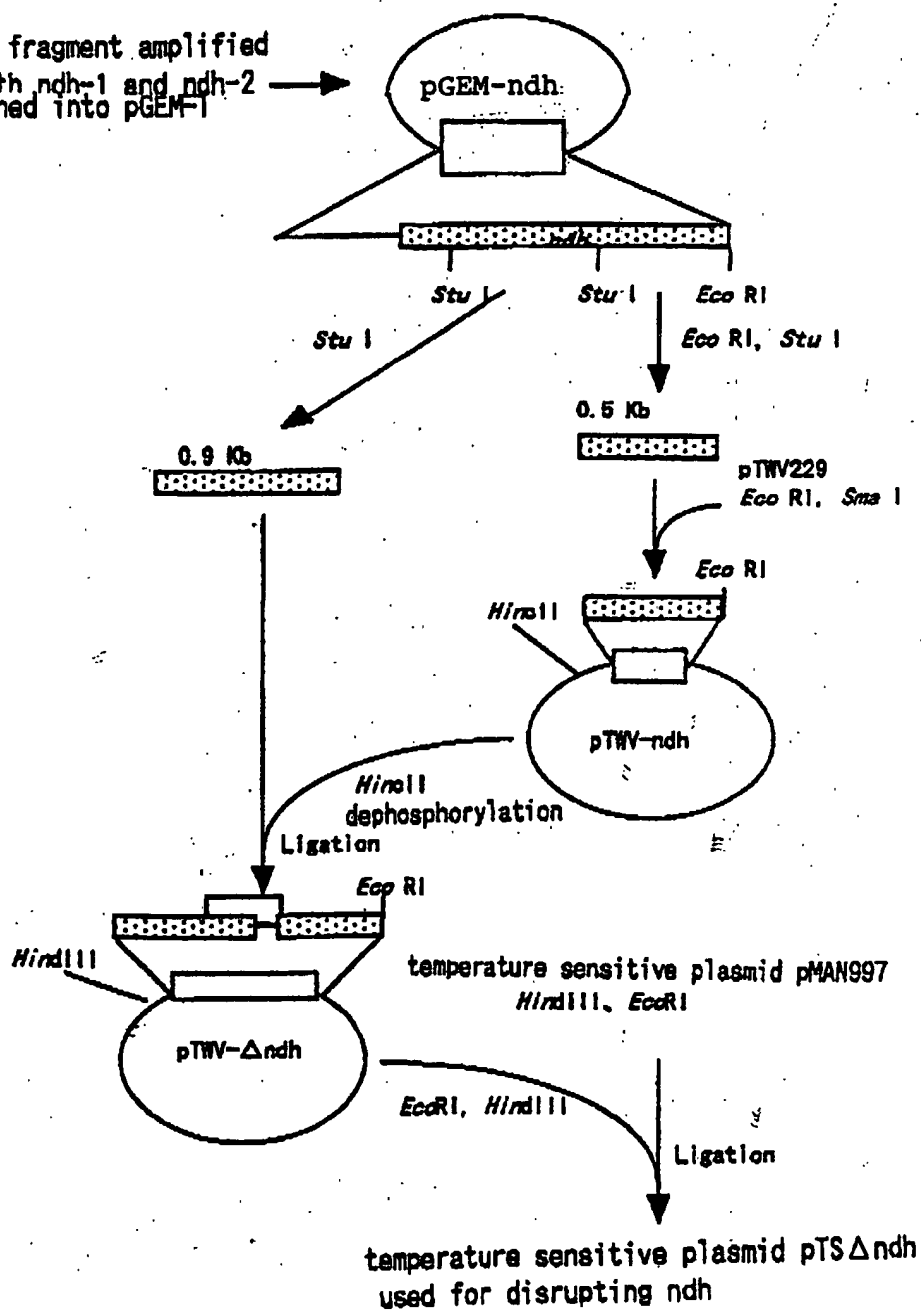 fragment amplified
th ndh-1 and ndh-2
ned into pGEM-1
pGEM-ndh
ndh
Stu I
Stu I
Eco RI
Stu I
Eco RI, Stu I
0.5 Kb
0.9 Kb
pTWV229
Eco RI, Sma I
Eco RI
HincII
pTWV-ndh
HincII
dephosphorylation
Ligation
Eco RI
HindIII
temperature sensitive plasmid pMAN997
HindIII, EcoRI
pTWV-Δndh
EcoRI, HindIII
Ligation
temperature sensitive plasmid pTSΔndh
used for disrupting ndh